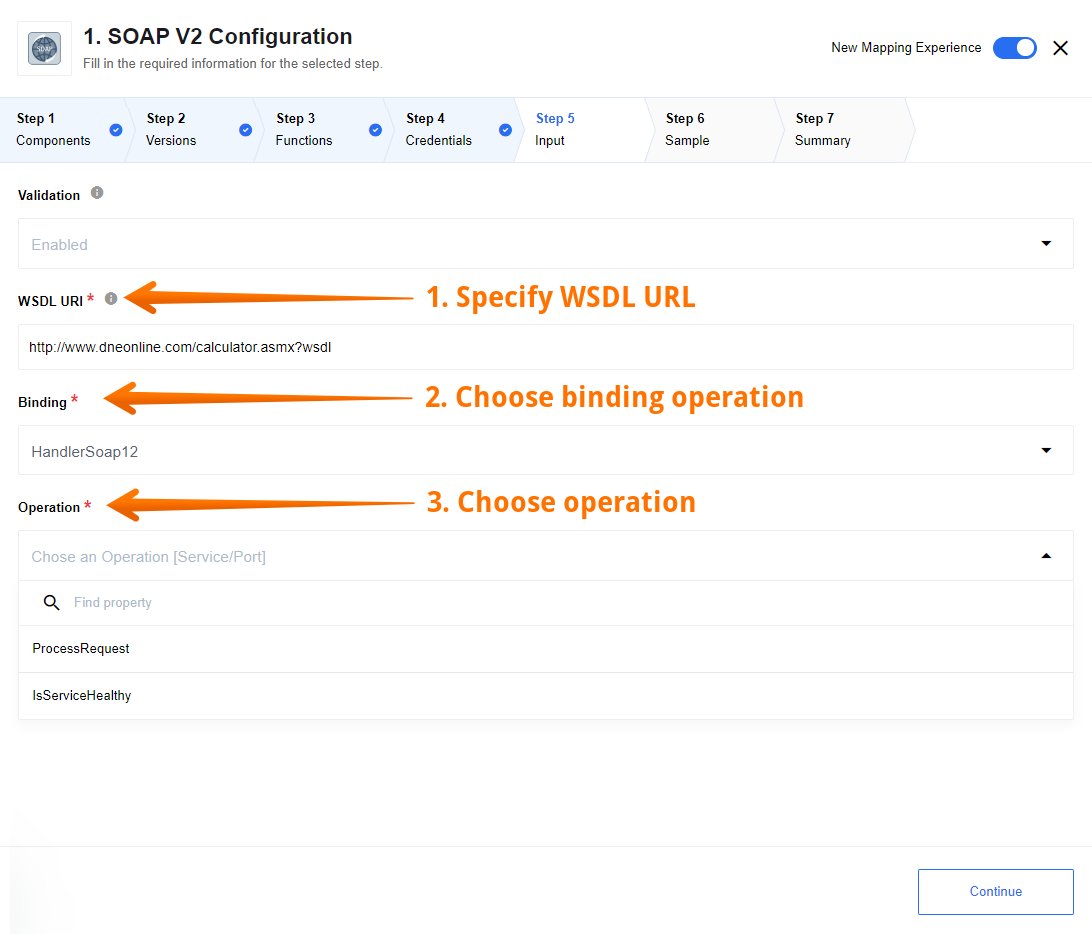 SOAP
1. SOAP V2 Configuration
Fill in the required information for the selected step.
New Mapping Experience
Step 1
Components
Step 2
Versions
Step 3
Functions
Step 4
Credentials
Step 5
Input
Step 6
Sample
Step 7
Summary
Validation
Enabled
WSDL URI *
1. Specify WSDL URL
http://www.dneonline.com/calculator.asmx?wsdl
Binding *
2. Choose binding operation
HandlerSoap12
Operation *
3. Choose operation
Chose an Operation [Service/Port]
Find property
ProcessRequest
IsServiceHealthy
Continue